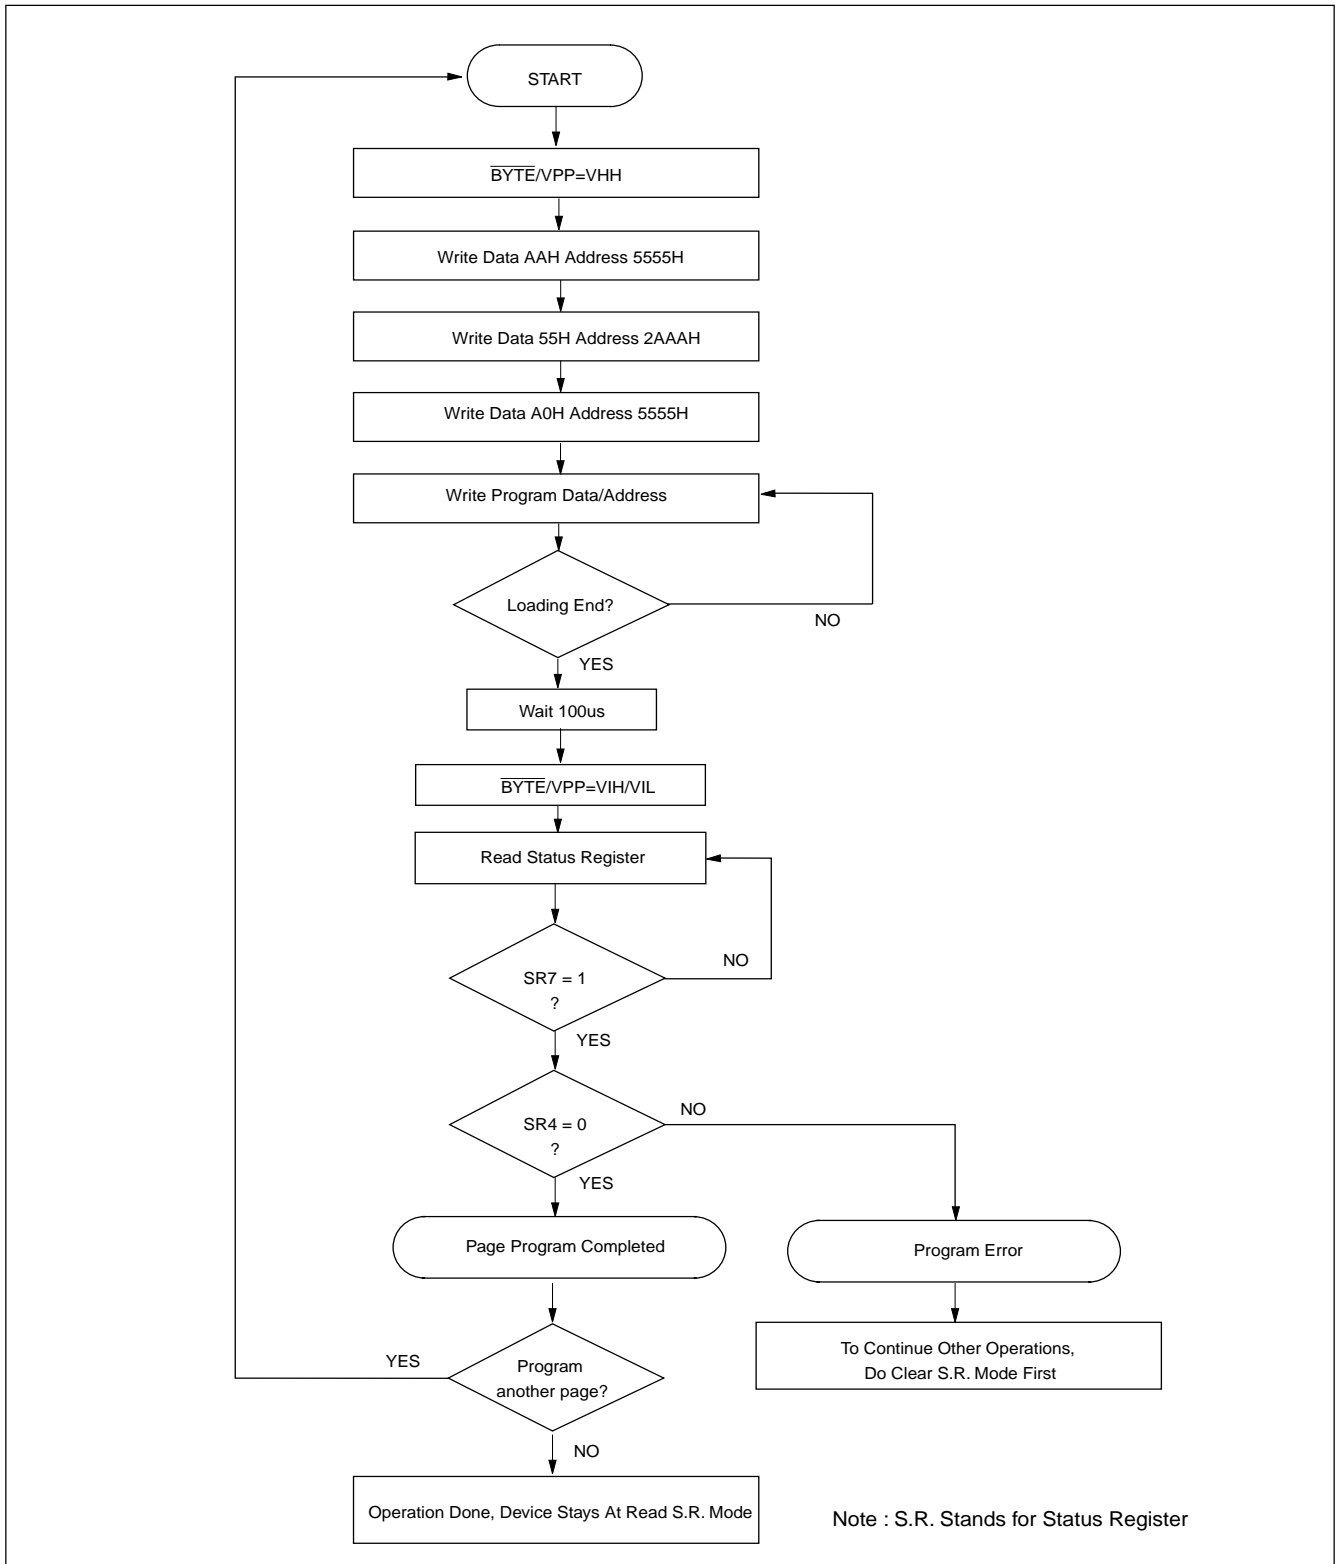 START
B̅Y̅T̅E̅/VPP=VHH
Write Data AAH Address 5555H
Write Data 55H Address 2AAAH
Write Data A0H Address 5555H
Write Program Data/Address
Loading End?
NO
YES
Wait 100us
B̅Y̅T̅E̅/VPP=VIH/VIL
Read Status Register
NO
SR7 = 1
?
YES
NO
SR4 = 0
?
YES
Page Program Completed
Program Error
To Continue Other Operations,
Do Clear S.R. Mode First
YES
Program
another page?
NO
Operation Done, Device Stays At Read S.R. Mode
Note : S.R. Stands for Status Register